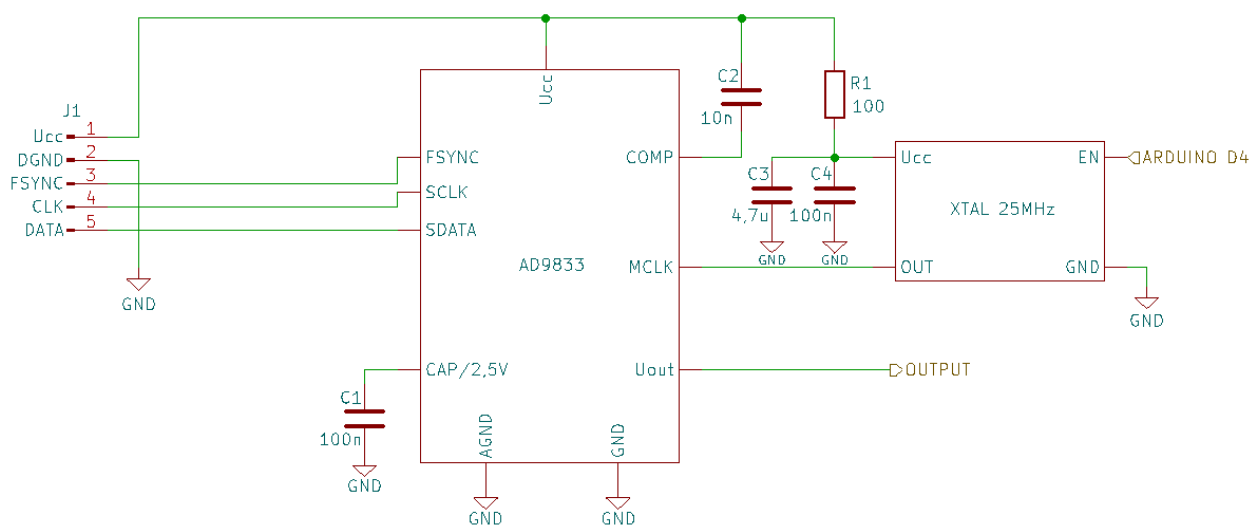 J1
Ucc 1
DGND 2
FSYNC 3
CLK 4
DATA 5
GND
Ucc
FSYNC
SCLK
SDATA
CAP/2,5V
AD9833
COMP
MCLK
Uout
AGND
GND
C1
100n
GND
GND
GND
C2
10n
R1
100
C3
4,7u
GND
C4
100n
GND
Ucc
EN
XTAL 25MHz
OUT
GND
ARDUINO D4
GND
OUTPUT